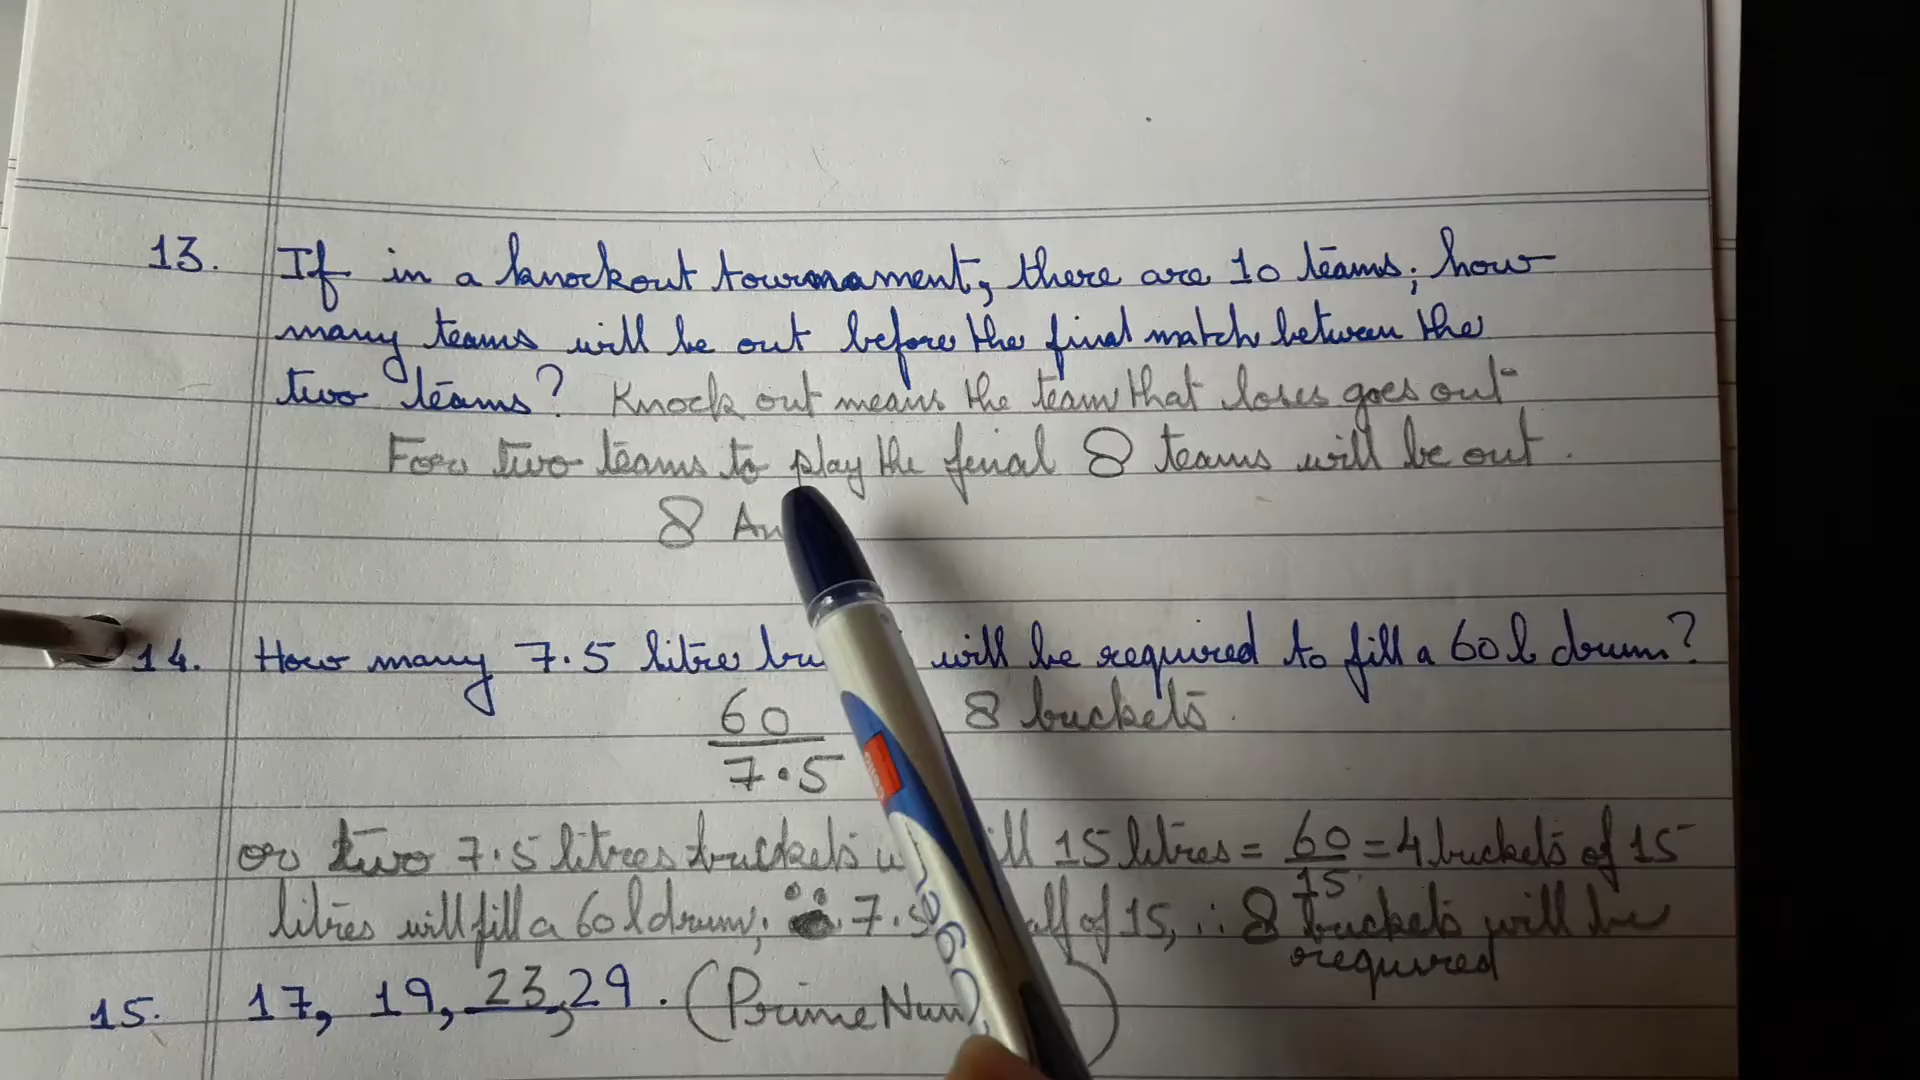 13. If in a knockout tournament, there are 10 teams; how
many teams will be out before the final match between the
two teams? Knock out means the team that loses goes out
For two teams to play the final 8 teams will be out.
8 An
14. How many 7.5 litre bu will be required to fill a 60 l drum?
60 8 buckets.
7.5
or two 7.5 litres buckets ll 15 litres = 60 = 4 buckets of 15
15
litres will fill a 60 l drum, 7.5 alf of 15, ∴ 8 buckets will be
required
15. 17, 19, 23, 29. (Prime Num )